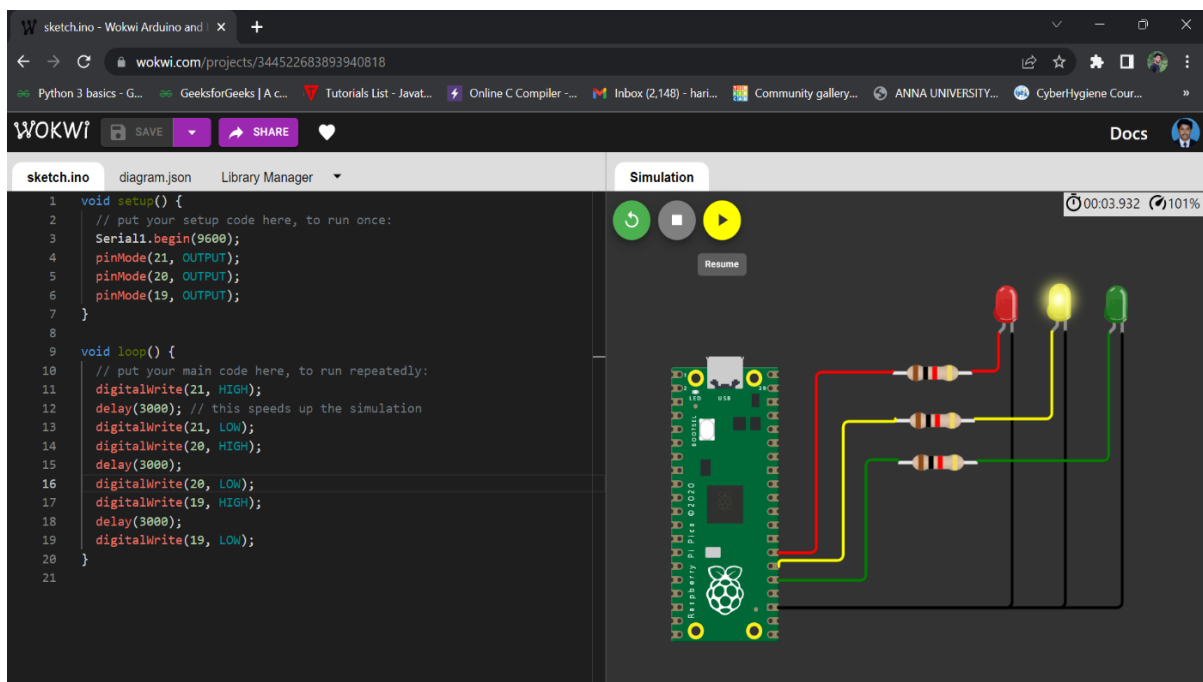 sketch.ino - Wokwi Arduino and
wokwi.com/projects/344522683893940818
Python 3 basics - G... GeeksforGeeks | A c... Tutorials List - Javat... Online C Compiler -... Inbox (2,148) - hari... Community gallery... ANNA UNIVERSITY... CyberHygiene Cour... »
WOKWi SAVE SHARE Docs
sketch.ino diagram.json Library Manager
1 void setup() {
2 // put your setup code here, to run once:
3 Serial1.begin(9600);
4 pinMode(21, OUTPUT);
5 pinMode(20, OUTPUT);
6 pinMode(19, OUTPUT);
7 }
8
9 void loop() {
10 // put your main code here, to run repeatedly:
11 digitalWrite(21, HIGH);
12 delay(3000); // this speeds up the simulation
13 digitalWrite(21, LOW);
14 digitalWrite(20, HIGH);
15 delay(3000);
16 digitalWrite(20, LOW);
17 digitalWrite(19, HIGH);
18 delay(3000);
19 digitalWrite(19, LOW);
20 }
21
Simulation
00:03.932 101%
Resume
LED USB
BOOTSEL
Raspberry Pi Pico ©2020